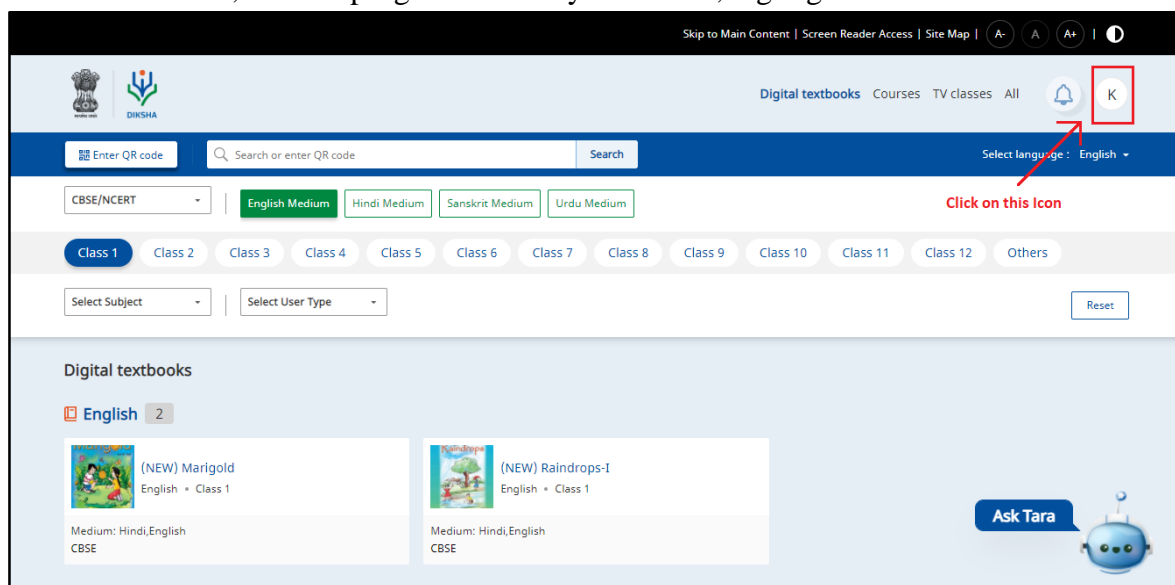 Skip to Main Content | Screen Reader Access | Site Map | A- A A+ |
DIKSHA
Digital textbooks Courses TV classes All K
Enter QR code Search or enter QR code Search Select language : English
CBSE/NCERT English Medium Hindi Medium Sanskrit Medium Urdu Medium
Click on this Icon
Class 1 Class 2 Class 3 Class 4 Class 5 Class 6 Class 7 Class 8 Class 9 Class 10 Class 11 Class 12 Others
Select Subject Select User Type Reset
Digital textbooks
English 2
(NEW) Marigold
English • Class 1
Medium: Hindi,English
CBSE
Raindrops
(NEW) Raindrops-I
English • Class 1
Medium: Hindi,English
CBSE
Ask Tara